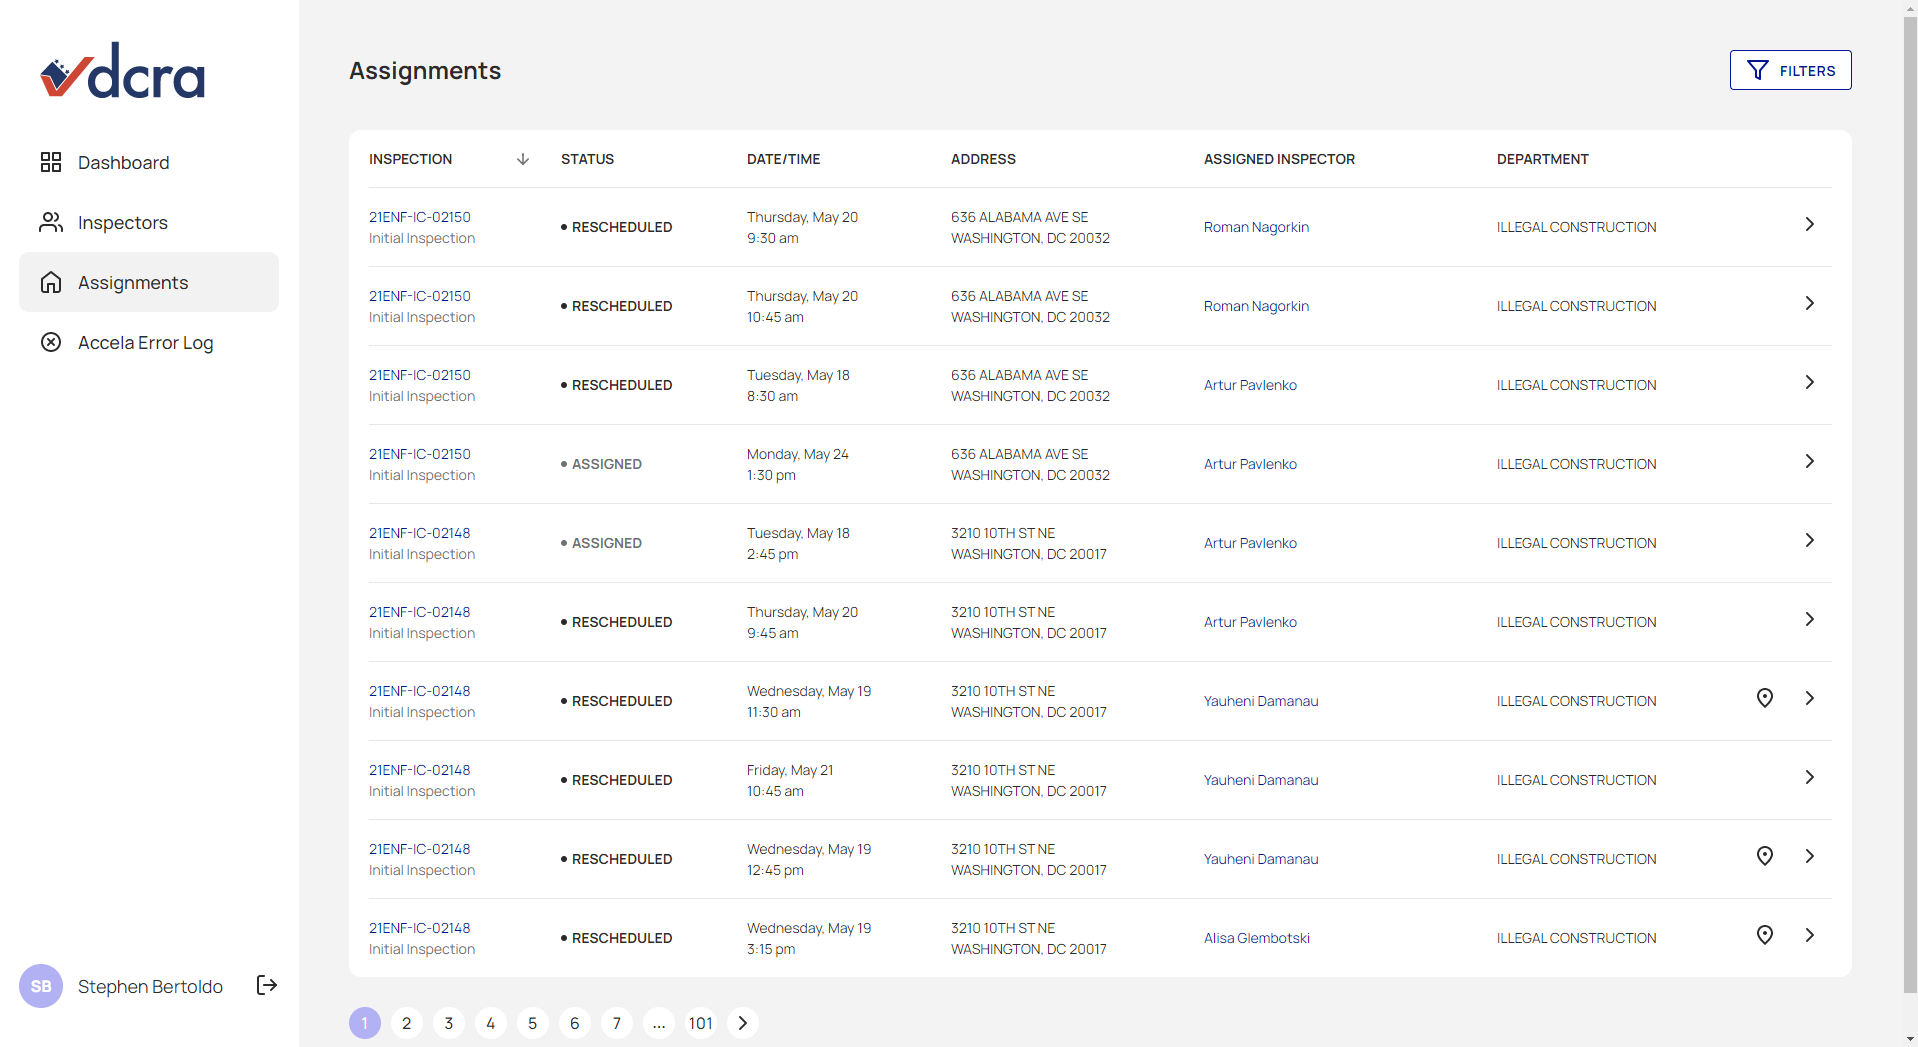 dcra
Dashboard
Inspectors
Assignments
Accela Error Log
SB
Stephen Bertoldo
Assignments
FILTERS
INSPECTION STATUS DATE/TIME ADDRESS ASSIGNED INSPECTOR DEPARTMENT
21ENF-IC-02150
Initial Inspection
• RESCHEDULED
Thursday, May 20
9:30 am
636 ALABAMA AVE SE
WASHINGTON, DC 20032
Roman Nagorkin
ILLEGAL CONSTRUCTION
21ENF-IC-02150
Initial Inspection
• RESCHEDULED
Thursday, May 20
10:45 am
636 ALABAMA AVE SE
WASHINGTON, DC 20032
Roman Nagorkin
ILLEGAL CONSTRUCTION
21ENF-IC-02150
Initial Inspection
• RESCHEDULED
Tuesday, May 18
8:30 am
636 ALABAMA AVE SE
WASHINGTON, DC 20032
Artur Pavlenko
ILLEGAL CONSTRUCTION
21ENF-IC-02150
Initial Inspection
• ASSIGNED
Monday, May 24
1:30 pm
636 ALABAMA AVE SE
WASHINGTON, DC 20032
Artur Pavlenko
ILLEGAL CONSTRUCTION
21ENF-IC-02148
Initial Inspection
• ASSIGNED
Tuesday, May 18
2:45 pm
3210 10TH ST NE
WASHINGTON, DC 20017
Artur Pavlenko
ILLEGAL CONSTRUCTION
21ENF-IC-02148
Initial Inspection
• RESCHEDULED
Thursday, May 20
9:45 am
3210 10TH ST NE
WASHINGTON, DC 20017
Artur Pavlenko
ILLEGAL CONSTRUCTION
21ENF-IC-02148
Initial Inspection
• RESCHEDULED
Wednesday, May 19
11:30 am
3210 10TH ST NE
WASHINGTON, DC 20017
Yauheni Damanau
ILLEGAL CONSTRUCTION
21ENF-IC-02148
Initial Inspection
• RESCHEDULED
Friday, May 21
10:45 am
3210 10TH ST NE
WASHINGTON, DC 20017
Yauheni Damanau
ILLEGAL CONSTRUCTION
21ENF-IC-02148
Initial Inspection
• RESCHEDULED
Wednesday, May 19
12:45 pm
3210 10TH ST NE
WASHINGTON, DC 20017
Yauheni Damanau
ILLEGAL CONSTRUCTION
21ENF-IC-02148
Initial Inspection
• RESCHEDULED
Wednesday, May 19
3:15 pm
3210 10TH ST NE
WASHINGTON, DC 20017
Alisa Glembotski
ILLEGAL CONSTRUCTION
1 2 3 4 5 6 7 ... 101